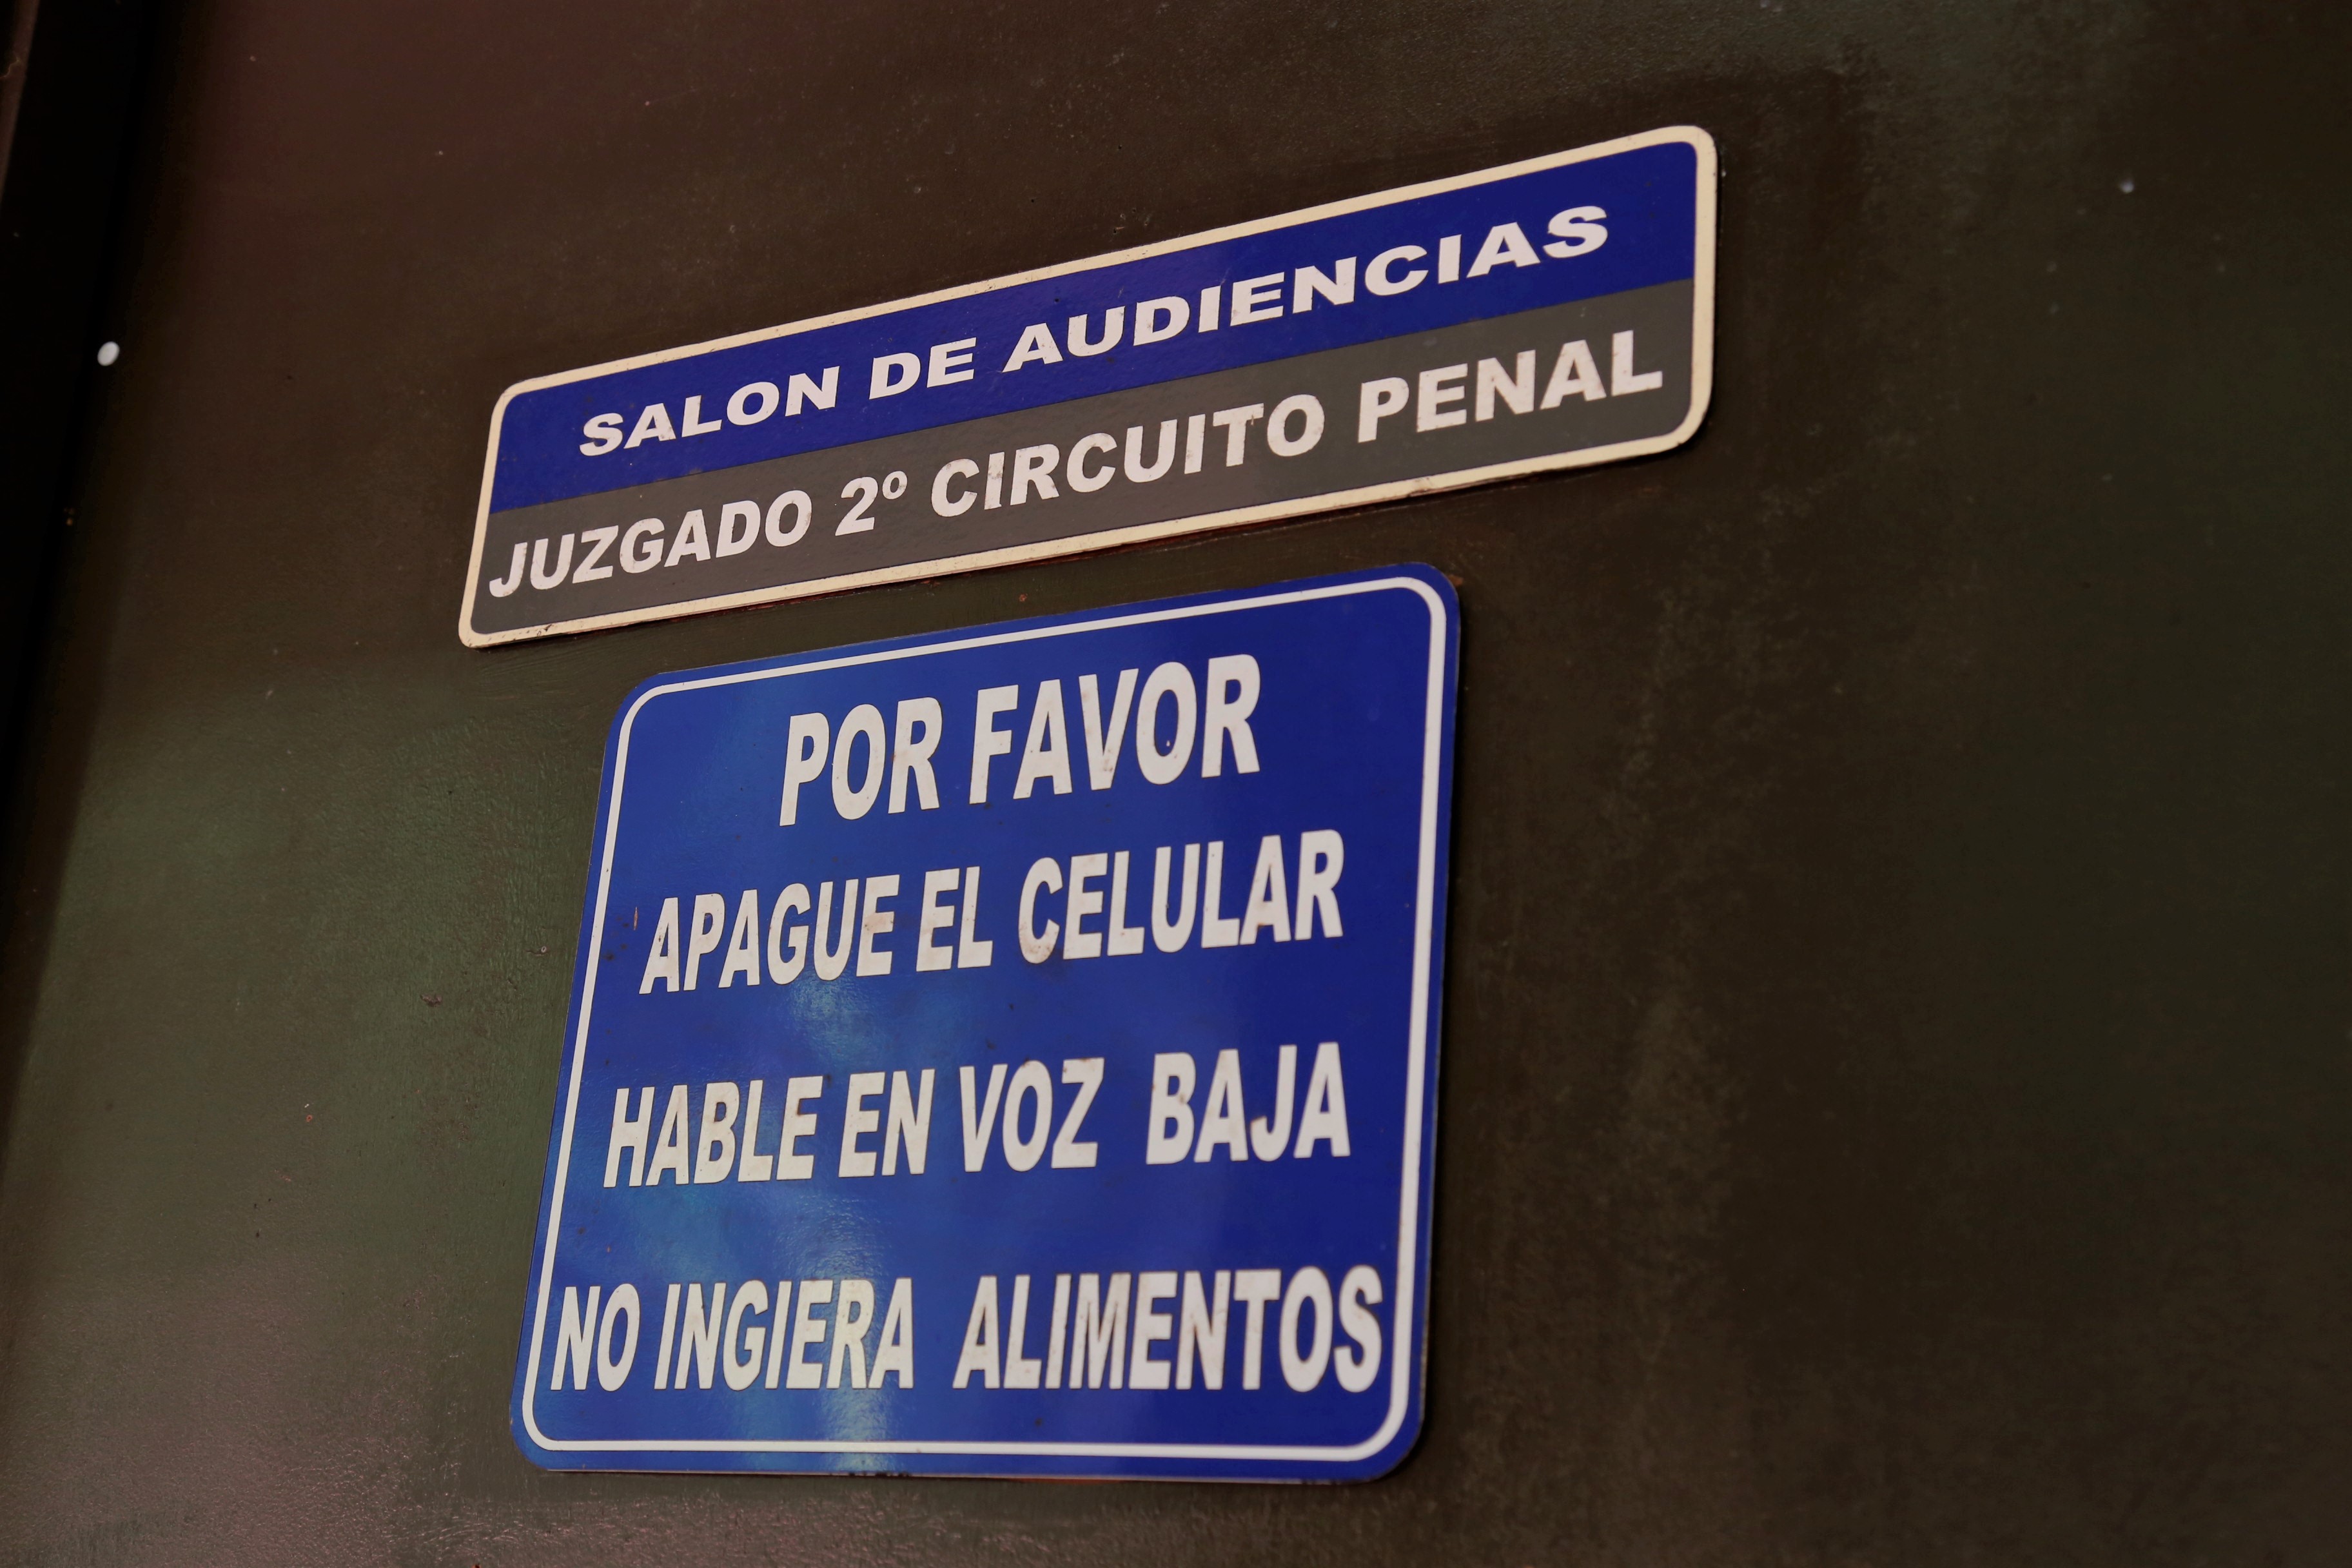 SALON DE AUDIENCIAS
JUZGADO 2º CIRCUITO PENAL
POR FAVOR
APAGUE EL CELULAR
HABLE EN VOZ BAJA
NO INGIERA ALIMENTOS